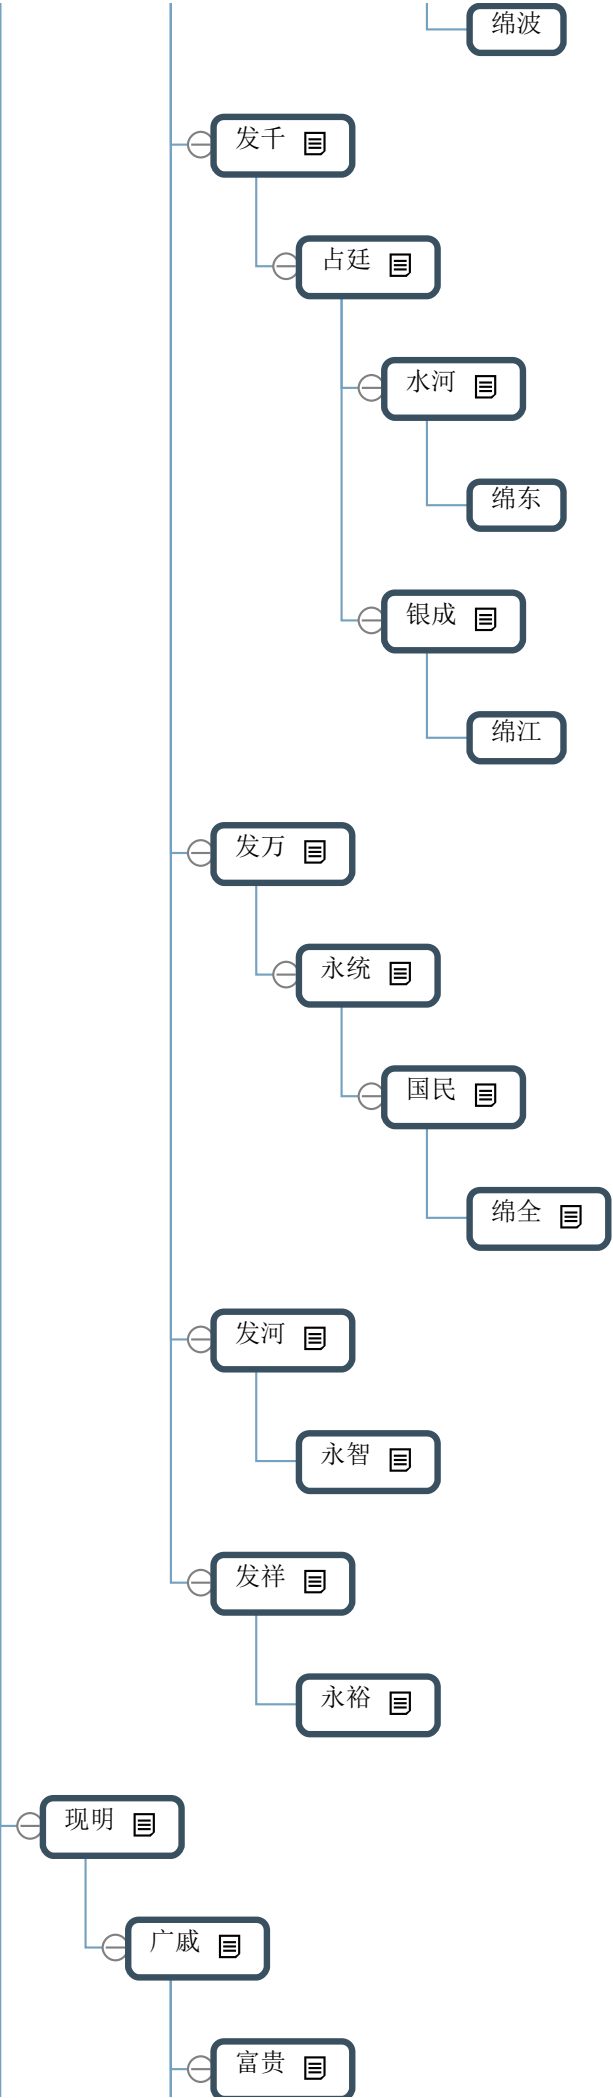 绵波
发千
占廷
水河
绵东
银成
绵江
发万
永统
国民
绵全
发河
永智
发祥
永裕
现明
广戚
富贵